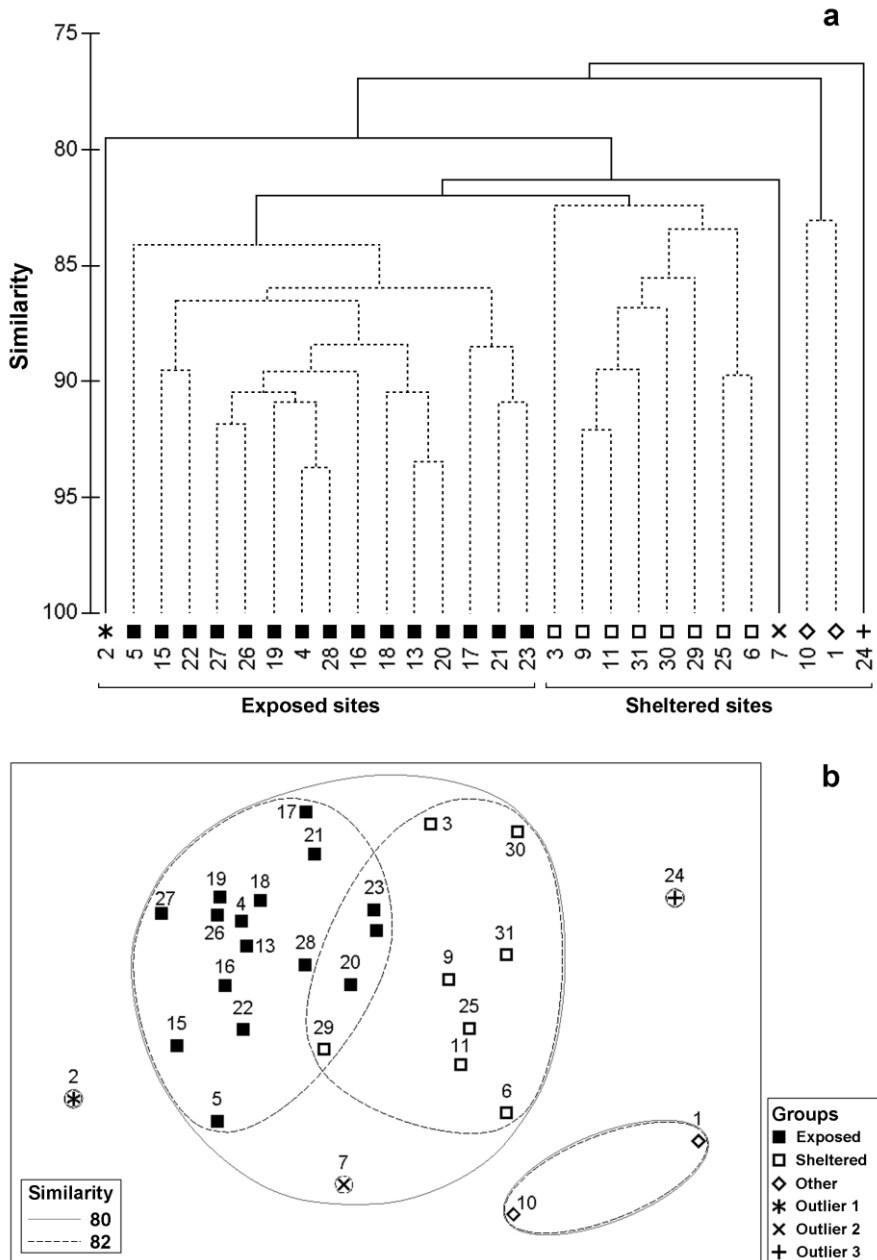 a
75
80
85
90
95
100
Similarity
2 5 15 22 27 26 19 4 28 16 18 13 20 17 21 23 3 9 11 31 30 29 25 6 7 10 1 24
Exposed sites Sheltered sites
b
17
21
3
30
24
27 19 18 23
4
26
13 28 31
9
16 20
22 25
15 29
11
2
5 6
1
7
10
Similarity
80
82
Groups
Exposed
Sheltered
Other
Outlier 1
Outlier 2
Outlier 3